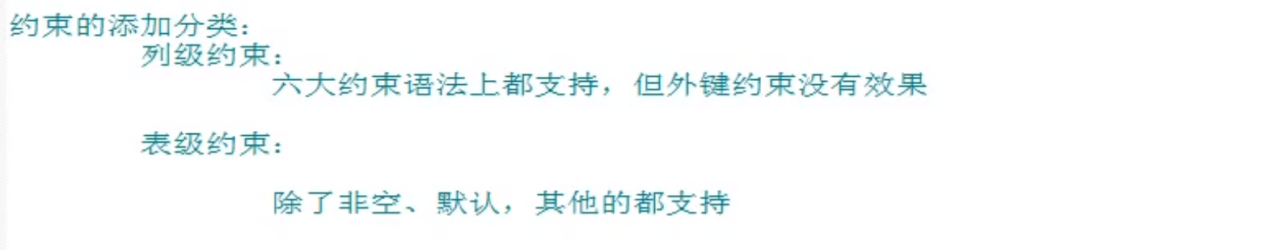 约束的添加分类：
列级约束：
六大约束语法上都支持，但外键约束没有效果
表级约束：
除了非空、默认，其他的都支持